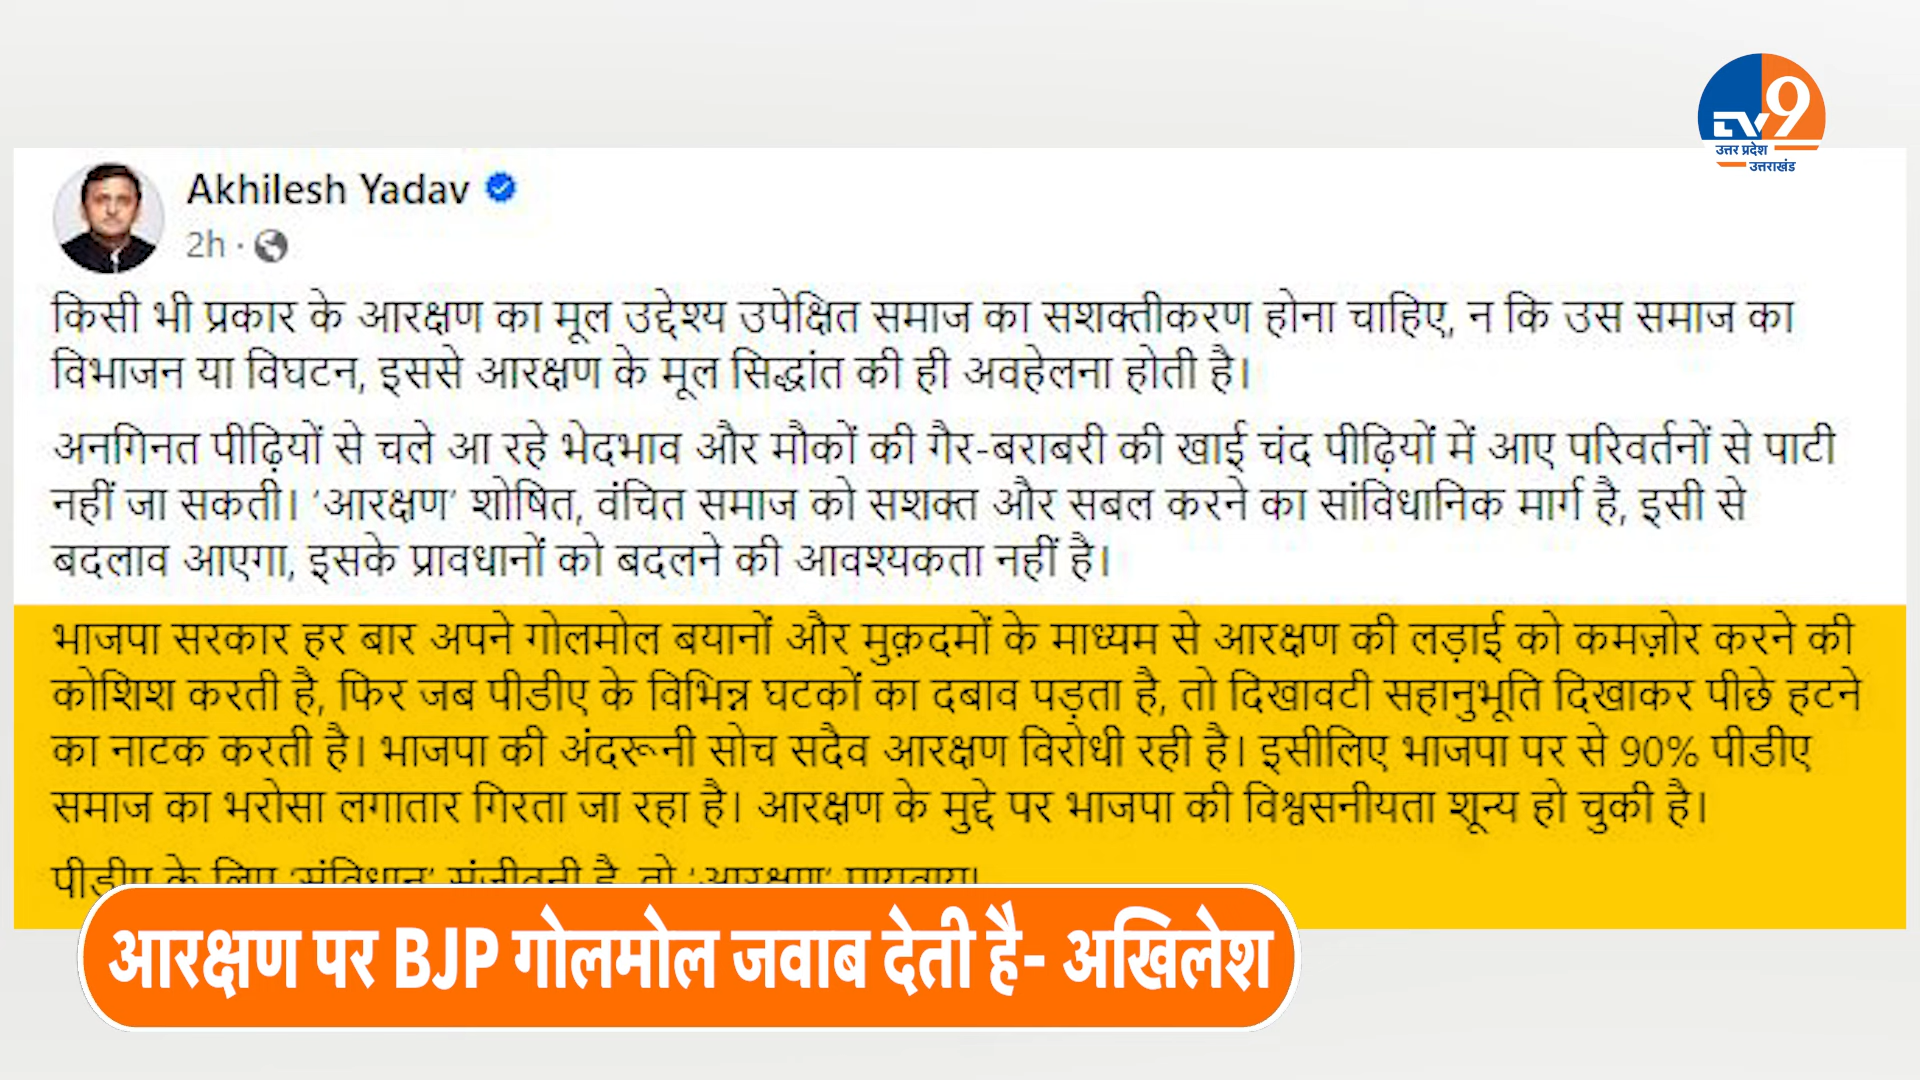 TV9
उत्तर प्रदेश
उत्तराखंड
Akhilesh Yadav
2h ·
किसी भी प्रकार के आरक्षण का मूल उद्देश्य उपेक्षित समाज का सशक्तीकरण होना चाहिए, न कि उस समाज का
विभाजन या विघटन, इससे आरक्षण के मूल सिद्धांत की ही अवहेलना होती है।
अनगिनत पीढ़ियों से चले आ रहे भेदभाव और मौकों की गैर-बराबरी की खाई चंद पीढ़ियों में आए परिवर्तनों से पाटी
नहीं जा सकती। ‘आरक्षण’ शोषित, वंचित समाज को सशक्त और सबल करने का सांविधानिक मार्ग है, इसी से
बदलाव आएगा, इसके प्रावधानों को बदलने की आवश्यकता नहीं है।
भाजपा सरकार हर बार अपने गोलमोल बयानों और मुक़दमों के माध्यम से आरक्षण की लड़ाई को कमज़ोर करने की
कोशिश करती है, फिर जब पीडीए के विभिन्न घटकों का दबाव पड़ता है, तो दिखावटी सहानुभूति दिखाकर पीछे हटने
का नाटक करती है। भाजपा की अंदरूनी सोच सदैव आरक्षण विरोधी रही है। इसीलिए भाजपा पर से 90% पीडीए
समाज का भरोसा लगातार गिरता जा रहा है। आरक्षण के मुद्दे पर भाजपा की विश्वसनीयता शून्य हो चुकी है।
पीडीए के लिए ‘संविधान’ संजीवनी है, तो ‘आरक्षण’
आरक्षण पर BJP गोलमोल जवाब देती है- अखिलेश